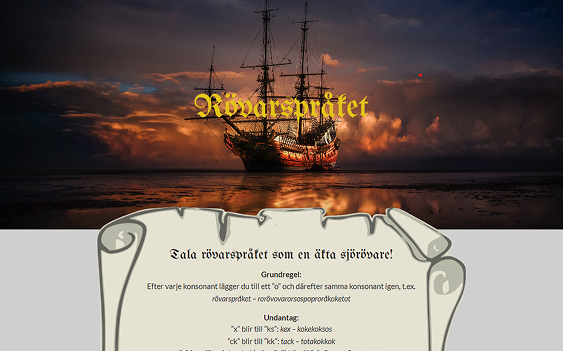 Rövarspråket
Tala rövarspråket som en äkta sjörövare!
Grundregel:
Efter varje konsonant lägger du till ett "o" och därefter samma konsonant igen, t.ex.
rövarspråket – rorövovarorsospoproråkoketot
Undantag:
"x" blir till "ks": kex – kokekoksos
"ck" blir till "kk": tack – totakokkok